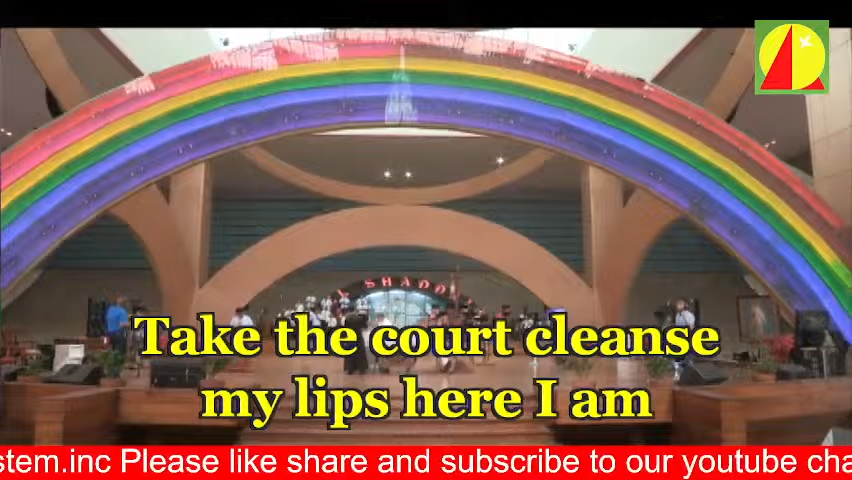 L SHADD
Take the court cleanse
my lips here I am
stem.inc Please like share and subscribe to our youtube cha